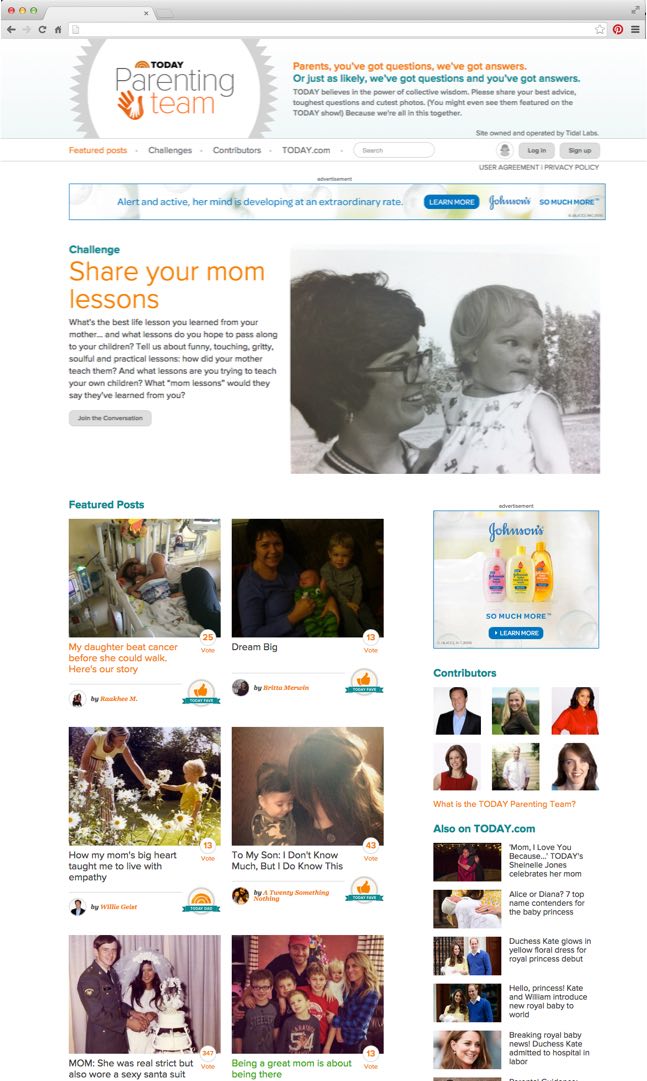 TODAY
Parenting
team
Parents, you've got questions, we've got answers.
Or just as likely, we've got questions and you've got answers.
TODAY believes in the power of collective wisdom. Please share your best advice,
toughest questions and cutest photos. (You might even see them featured on the
TODAY show!) Because we're all in this together.
Site owned and operated by Tidal Labs.
Featured posts
Challenges
Contributors
TODAY.com
Search
Log in
Sign up
USER AGREEMENT | PRIVACY POLICY
advertisement
Alert and active, her mind is developing at an extraordinary rate.
LEARN MORE
Johnson's
SO MUCH MORE™
Challenge
Share your mom
lessons
What's the best life lesson you learned from your
mother... and what lessons do you hope to pass along
to your children? Tell us about funny, touching, gritty,
soulful and practical lessons: how did your mother
teach them? And what lessons are you trying to teach
your own children? What "mom lessons" would they
say they've learned from you?
Join the Conversation
Featured Posts
25
Vote
My daughter beat cancer
before she could walk.
Here's our story
by Raakhee M.
TODAY FAVE
13
Vote
Dream Big
by Britta Merwin
TODAY FAVE
13
Vote
How my mom's big heart
taught me to live with
empathy
by Willie Geist
TODAY DAD
43
Vote
To My Son: I Don't Know
Much, But I Do Know This
by A Twenty Something
Nothing
TODAY FAVE
347
Vote
MOM: She was real strict but
also wore a sexy santa suit
13
Vote
Being a great mom is about
being there
advertisement
Johnson's
SO MUCH MORE™
LEARN MORE
Contributors
What is the TODAY Parenting Team?
Also on TODAY.com
'Mom, I Love You
Because...' TODAY's
Sheinelle Jones
celebrates her mom
Alice or Diana? 7 top
name contenders for
the baby princess
Duchess Kate glows in
yellow floral dress for
royal princess debut
Hello, princess! Kate
and William introduce
new royal baby to
world
Breaking royal baby
news! Duchess Kate
admitted to hospital in
labor